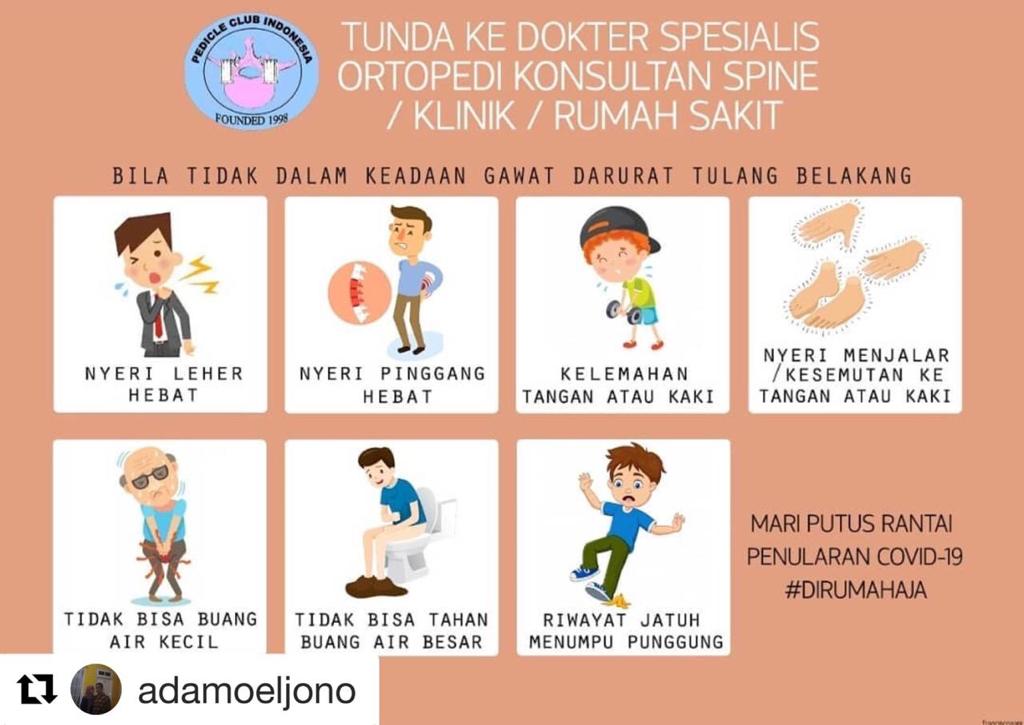 PEDICLE CLUB INDONESIA
FOUNDED 1998
TUNDA KE DOKTER SPESIALIS
ORTOPEDI KONSULTAN SPINE
/ KLINIK / RUMAH SAKIT
BILA TIDAK DALAM KEADAAN GAWAT DARURAT TULANG BELAKANG
NYERI LEHER
HEBAT
NYERI PINGGANG
HEBAT
KELEMAHAN
TANGAN ATAU KAKI
NYERI MENJALAR
/KESEMUTAN KE
TANGAN ATAU KAKI
TIDAK BISA BUANG
AIR KECIL
TIDAK BISA TAHAN
BUANG AIR BESAR
RIWAYAT JATUH
MENUMPU PUNGGUNG
MARI PUTUS RANTAI
PENULARAN COVID-19
#DIRUMAHAJA
adamoeljono